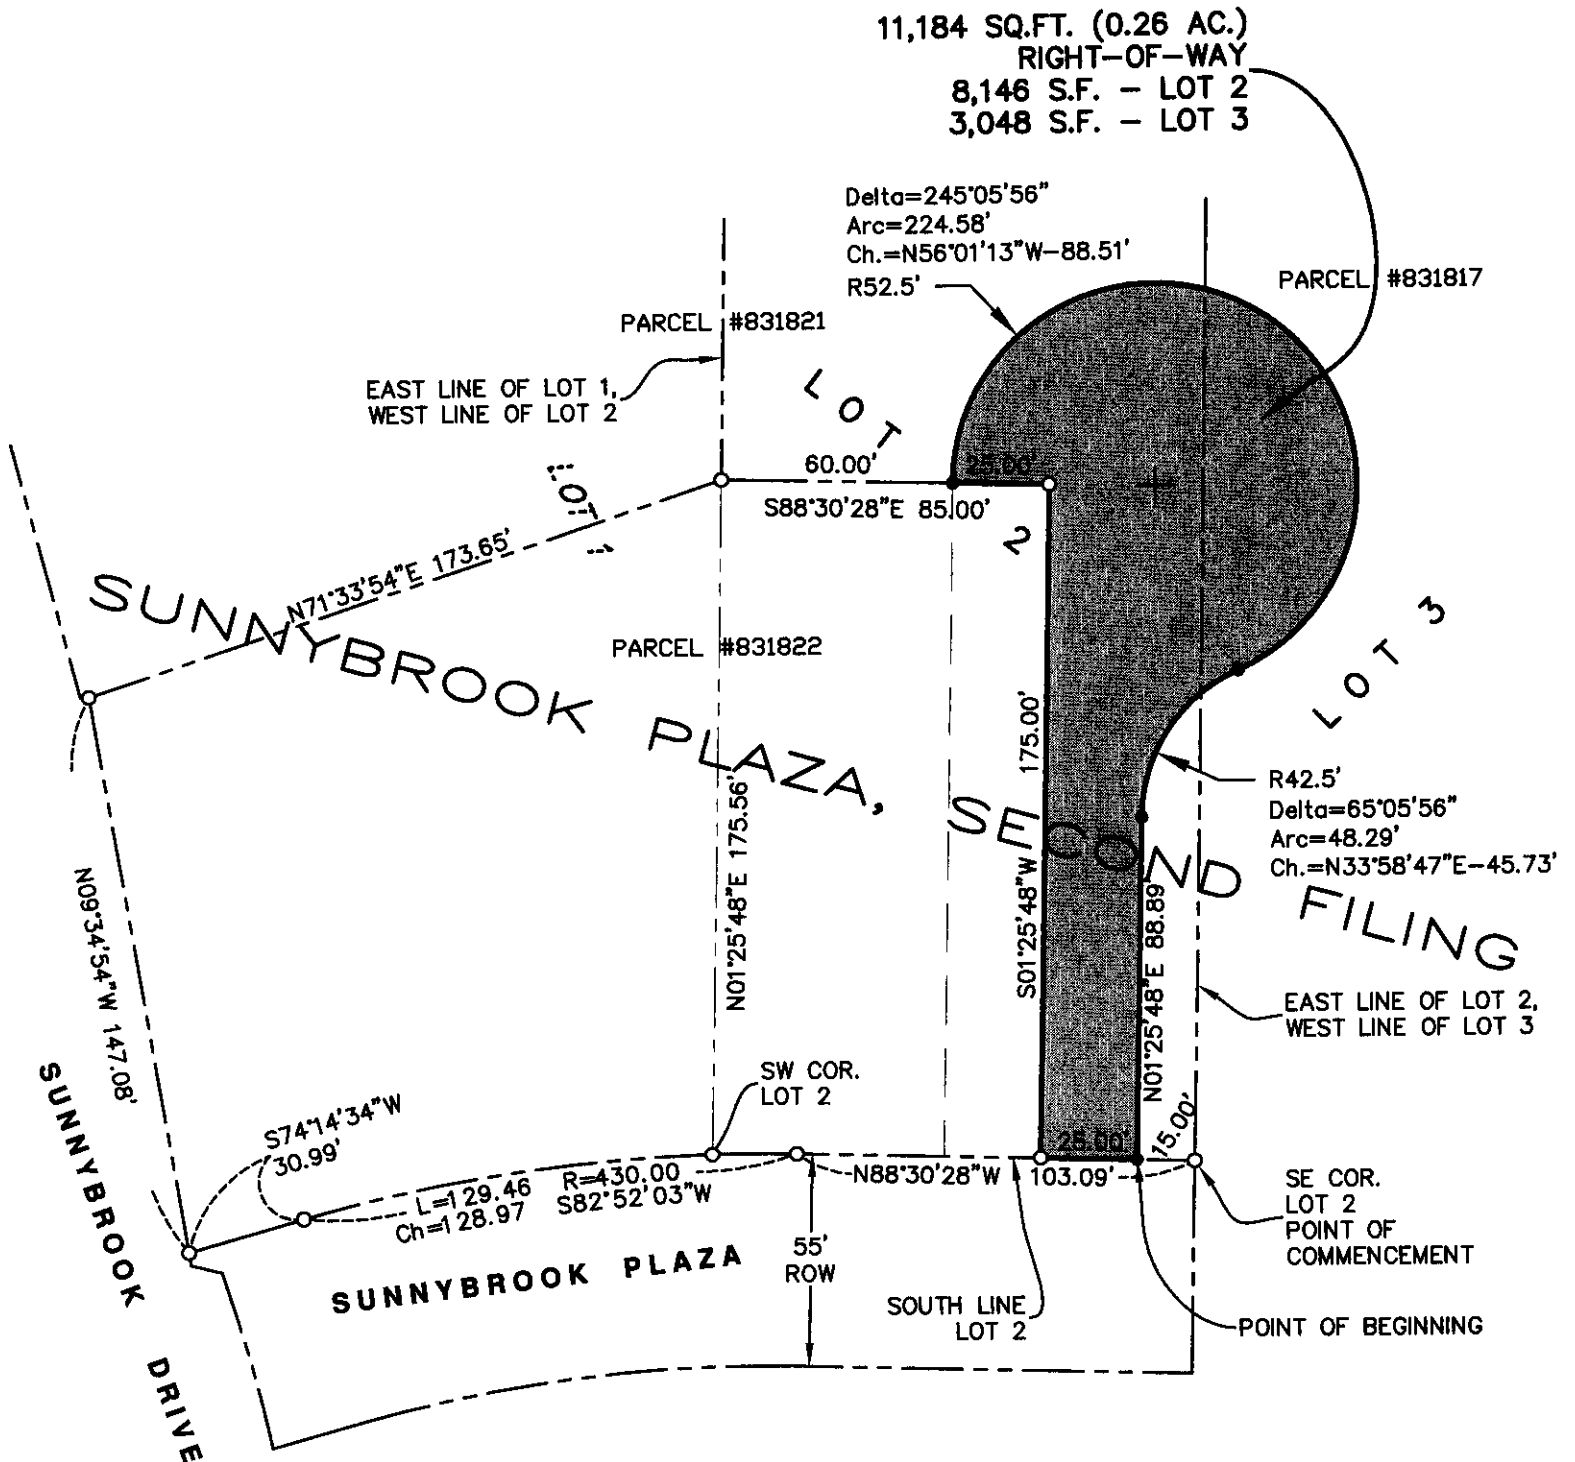 11,184 SQ.FT. (0.26 AC.)
RIGHT-OF-WAY
8,146 S.F. - LOT 2
3,048 S.F. - LOT 3
Delta=245°05'56"
Arc=224.58'
Ch.=N56°01'13"W-88.51'
R52.5'
PARCEL #831817
PARCEL #831821
EAST LINE OF LOT 1,
WEST LINE OF LOT 2
LOT 2
LOT 1
60.00'
25.00'
S88°30'28"E 85.00'
N71°33'54"E 173.65'
SUNNYBROOK PLAZA, SECOND FILING
PARCEL #831822
LOT 3
S01°25'48"W 175.00'
N01°25'48"E 175.56'
R42.5'
Delta=65°05'56"
Arc=48.29'
Ch.=N33°58'47"E-45.73'
N01°25'48"E 88.89'
N09°34'54"W 147.08'
EAST LINE OF LOT 2,
WEST LINE OF LOT 3
SW COR.
LOT 2
S74°14'34"W
30.99'
25.00'
15.00'
L=129.46 R=430.00
Ch=128.97 S82°52'03"W
N88°30'28"W 103.09'
SE COR.
LOT 2
POINT OF
COMMENCEMENT
55'
ROW
SUNNYBROOK PLAZA
SOUTH LINE
LOT 2
POINT OF BEGINNING
SUNNYBROOK DRIVE